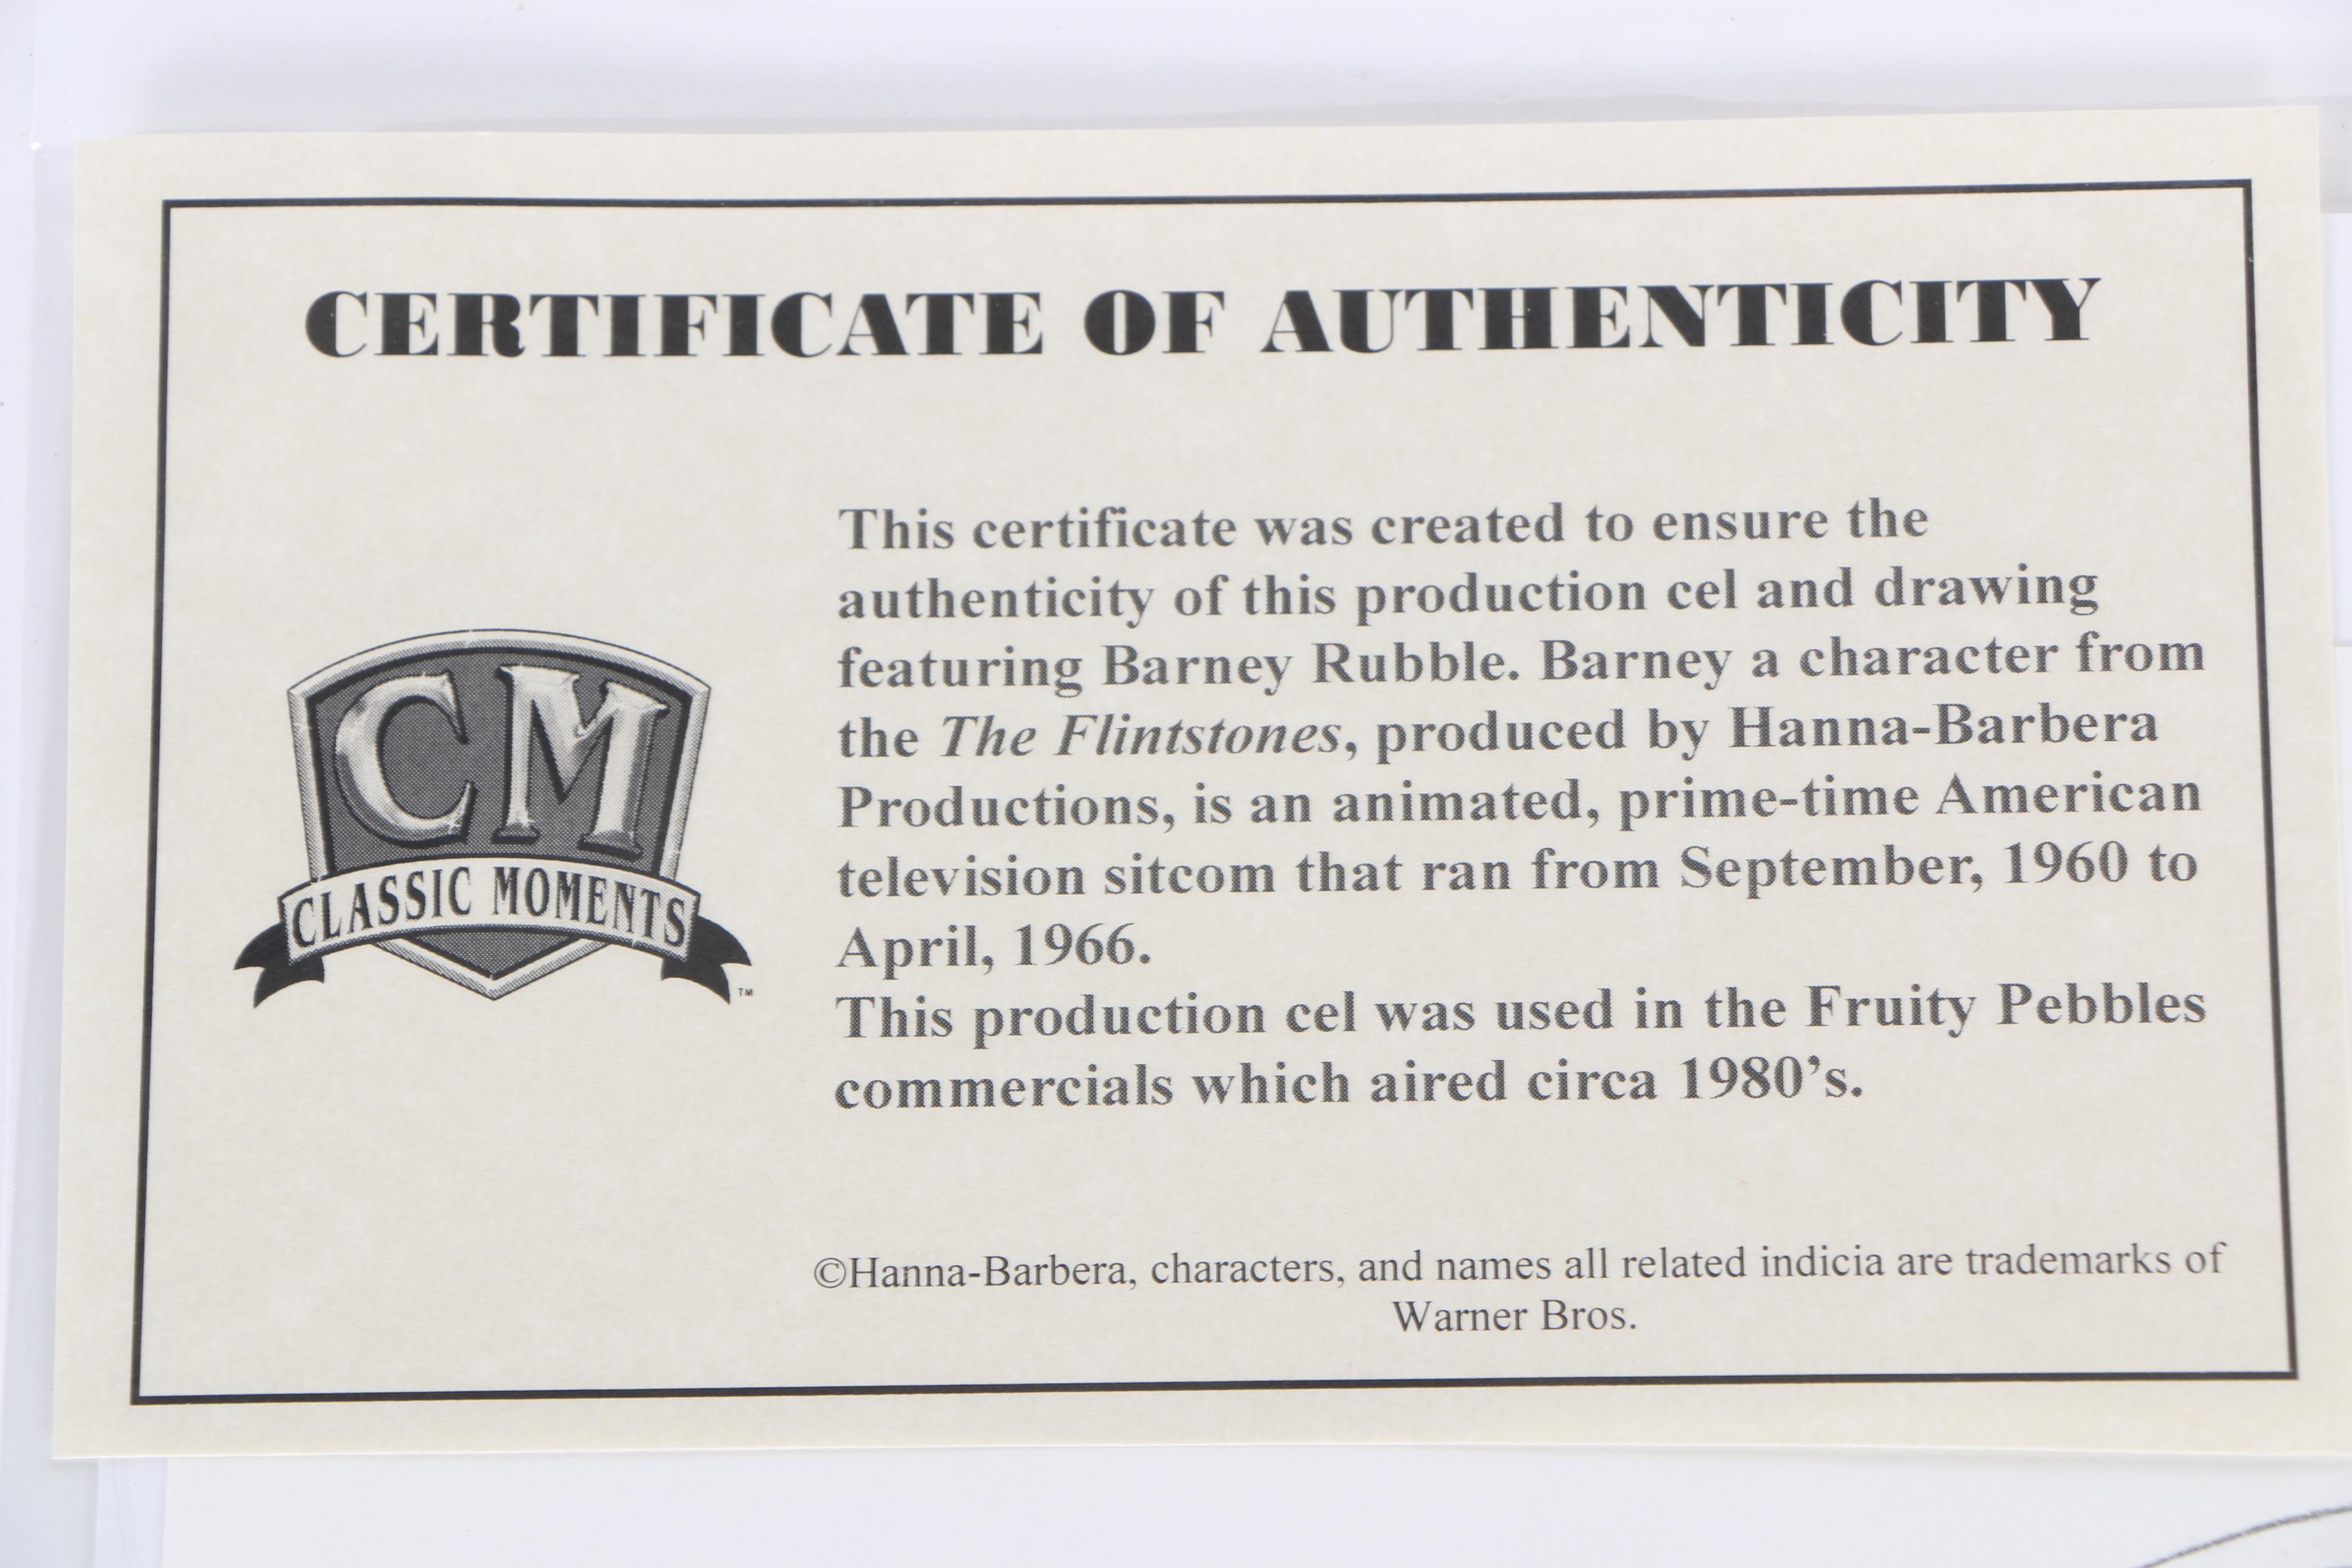 CERTIFICATE OF AUTHENTICITY
This certificate was created to ensure the
authenticity of this production cel and drawing
featuring Barney Rubble. Barney a character from
the The Flintstones, produced by Hanna-Barbera
Productions, is an animated, prime-time American
television sitcom that ran from September, 1960 to
April, 1966.
This production cel was used in the Fruity Pebbles
commercials which aired circa 1980’s.
CM
CLASSIC MOMENTS
™
©Hanna-Barbera, characters, and names all related indicia are trademarks of
Warner Bros.